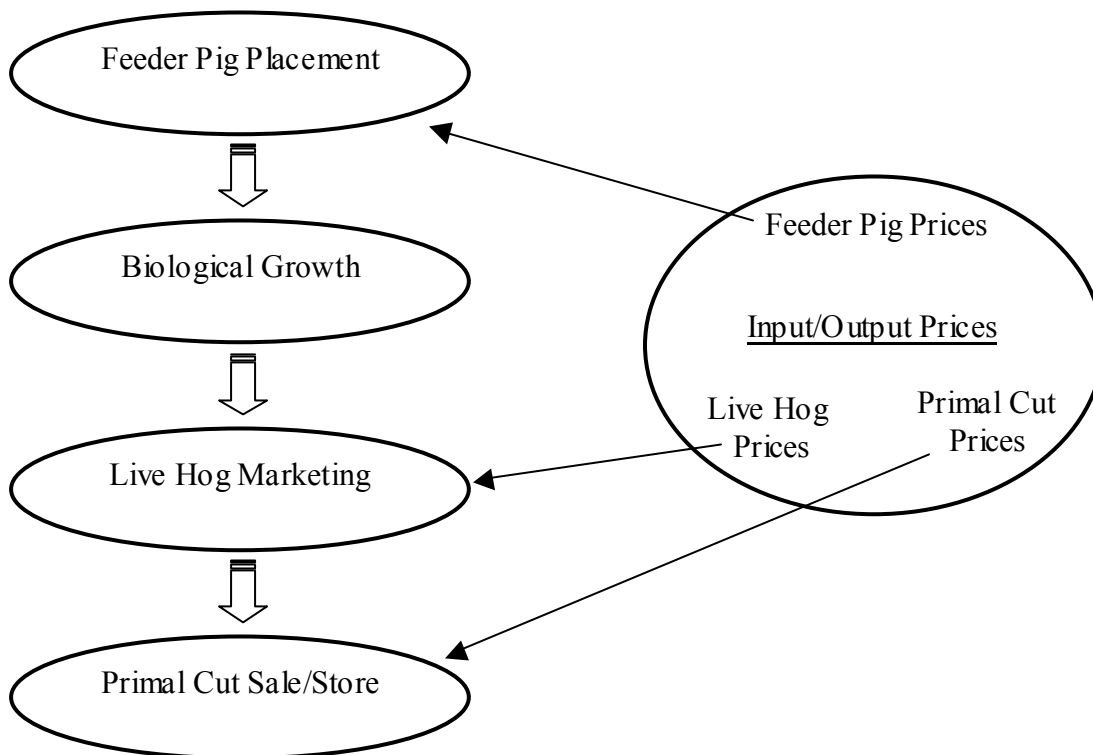 Feeder Pig Placement
Biological Growth
Live Hog Marketing
Primal Cut Sale/Store
Feeder Pig Prices
Input/Output Prices
Live Hog
Prices
Primal Cut
Prices